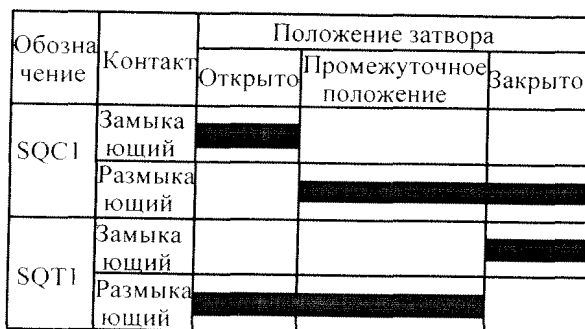 Обозна
чение
Контакт
Положение затвора
Открыто
Промежуточное
положение
Закрыто
SQC1
Замыка
ющий
Размыка
ющий
SQT1
Замыка
ющий
Размыка
ющий